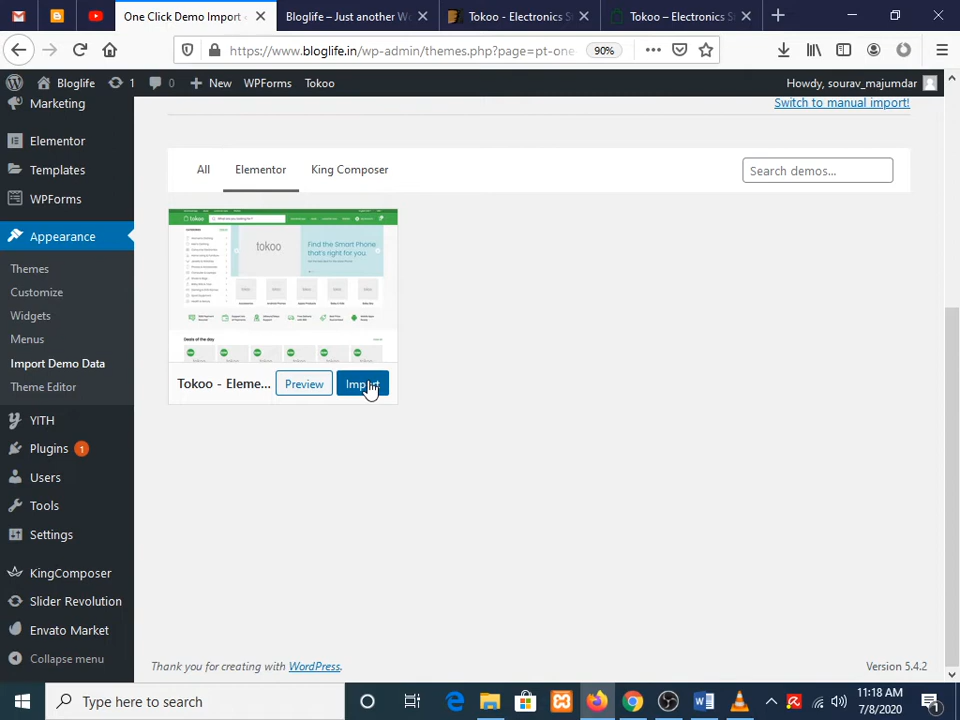 One Click Demo Import
Bloglife – Just another W
Tokoo - Electronics S
Tokoo – Electronics S
https://www.bloglife.in/wp-admin/themes.php?page=pt-one-
90%
Bloglife
1
0
New
WPForms
Tokoo
Howdy, sourav_majumdar
Marketing
Elementor
Templates
WPForms
Appearance
Themes
Customize
Widgets
Menus
Import Demo Data
Theme Editor
YITH
Plugins 1
Users
Tools
Settings
KingComposer
Slider Revolution
Envato Market
Collapse menu
Switch to manual import!
All
Elementor
King Composer
Search demos...
tokoo
tokoo
Find the Smart Phone
that's right for you.
Deals of the day
Tokoo - Eleme...
Preview
Import
Thank you for creating with WordPress.
Version 5.4.2
Type here to search
11:18 AM
7/8/2020
1